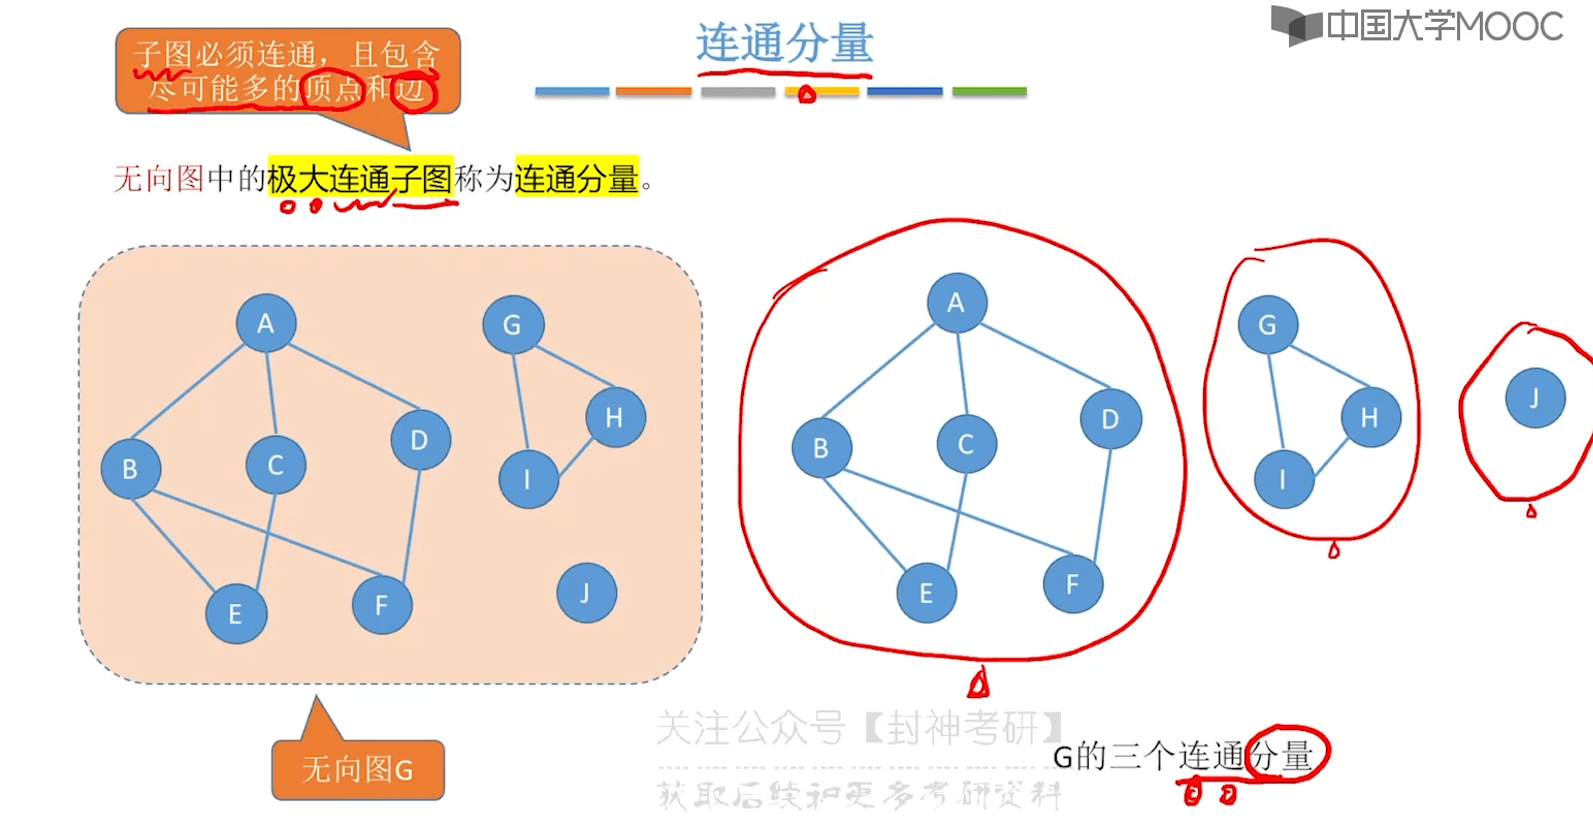 中国大学MOOC
连通分量
子图必须连通，且包含
尽可能多的顶点和边
无向图中的极大连通子图称为连通分量。
A
B
C
D
E
F
G
H
I
J
A
B
C
D
E
F
G
H
I
J
无向图G
关注公众号【封神考研】
获取后续和更多考研资料
G的三个连通分量